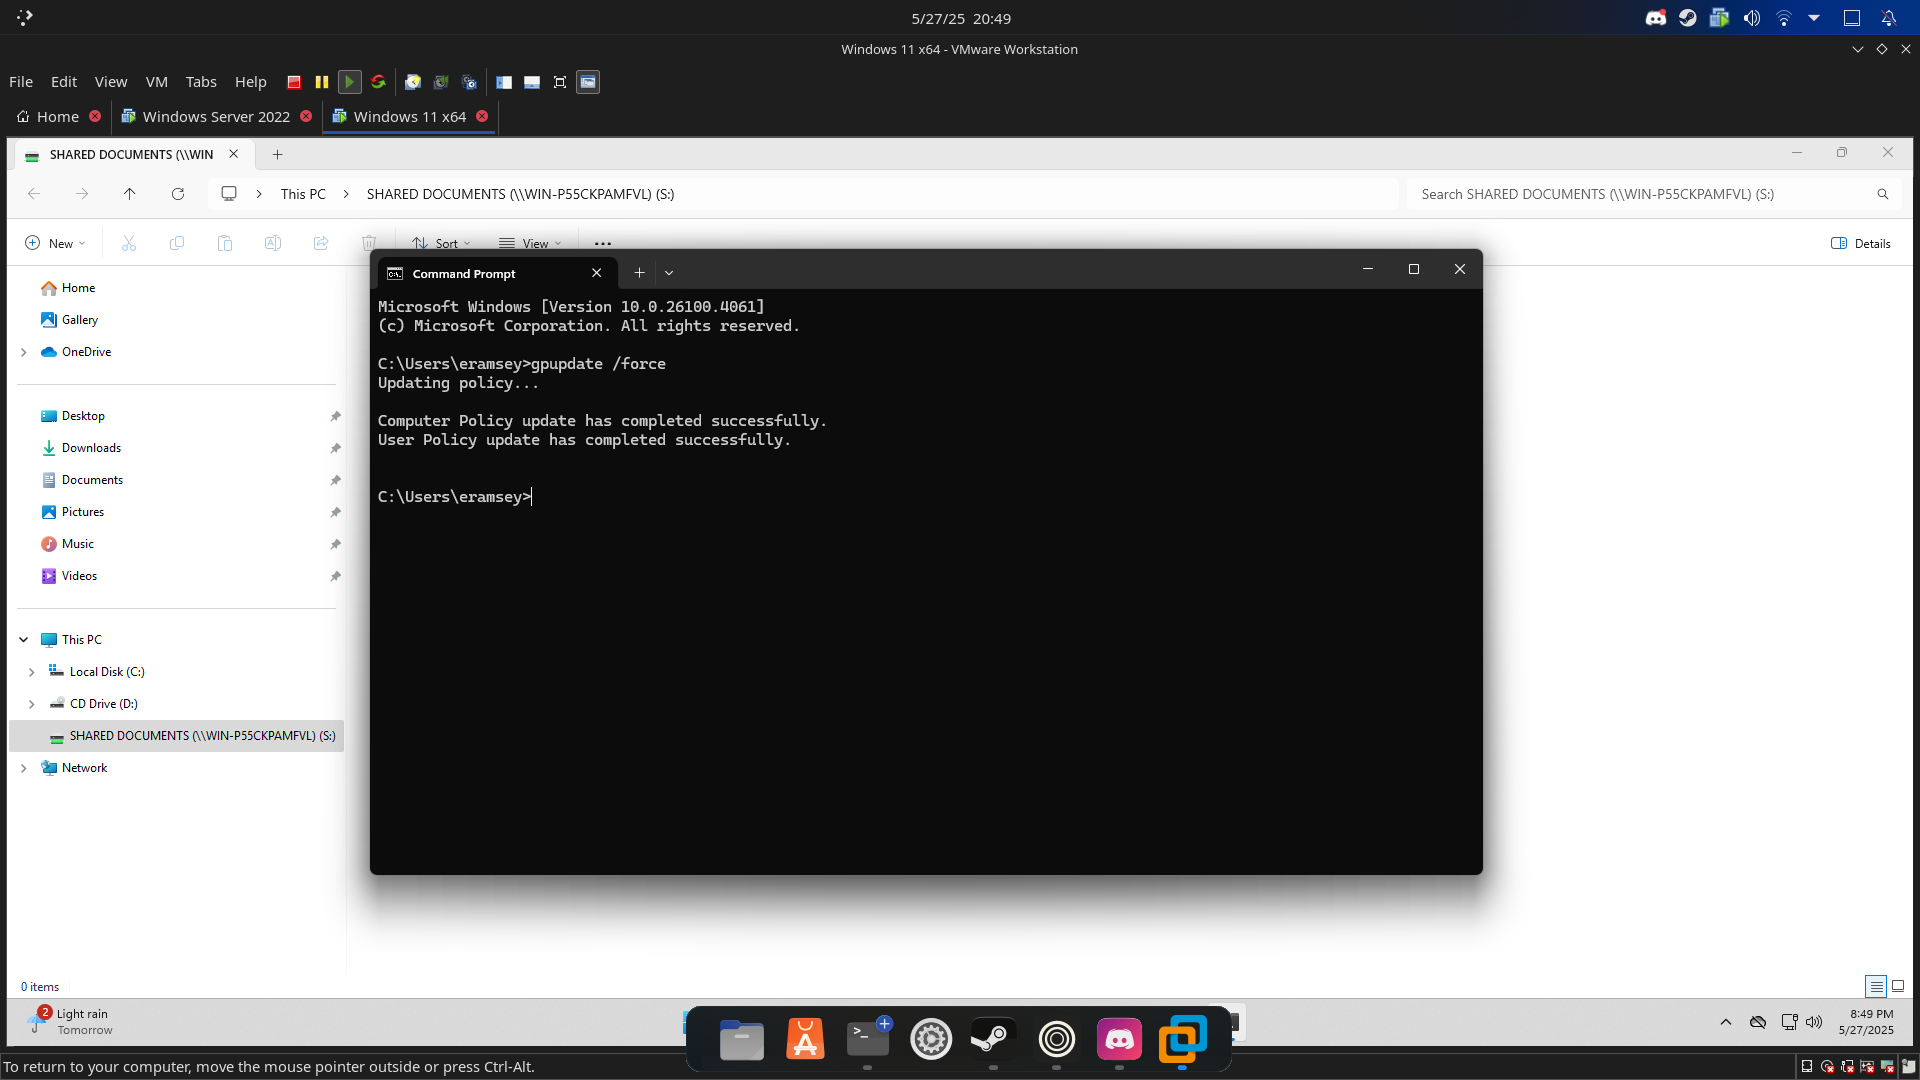 5/27/25 20:49
Windows 11 x64 - VMware Workstation
File Edit View VM Tabs Help
Home Windows Server 2022 Windows 11 x64
SHARED DOCUMENTS (\\WIN
This PC > SHARED DOCUMENTS (\\WIN-P55CKPAMFVL) (S:)
Search SHARED DOCUMENTS (\\WIN-P55CKPAMFVL) (S:)
New Sort View ... Details
Home
Gallery
OneDrive
Desktop
Downloads
Documents
Pictures
Music
Videos
This PC
Local Disk (C:)
CD Drive (D:)
SHARED DOCUMENTS (\\WIN-P55CKPAMFVL) (S:)
Network
Command Prompt
Microsoft Windows [Version 10.0.26100.4061]
(c) Microsoft Corporation. All rights reserved.
C:\Users\eramsey>gpupdate /force
Updating policy...
Computer Policy update has completed successfully.
User Policy update has completed successfully.
C:\Users\eramsey>
0 items
2
Light rain
Tomorrow
8:49 PM
5/27/2025
To return to your computer, move the mouse pointer outside or press Ctrl-Alt.